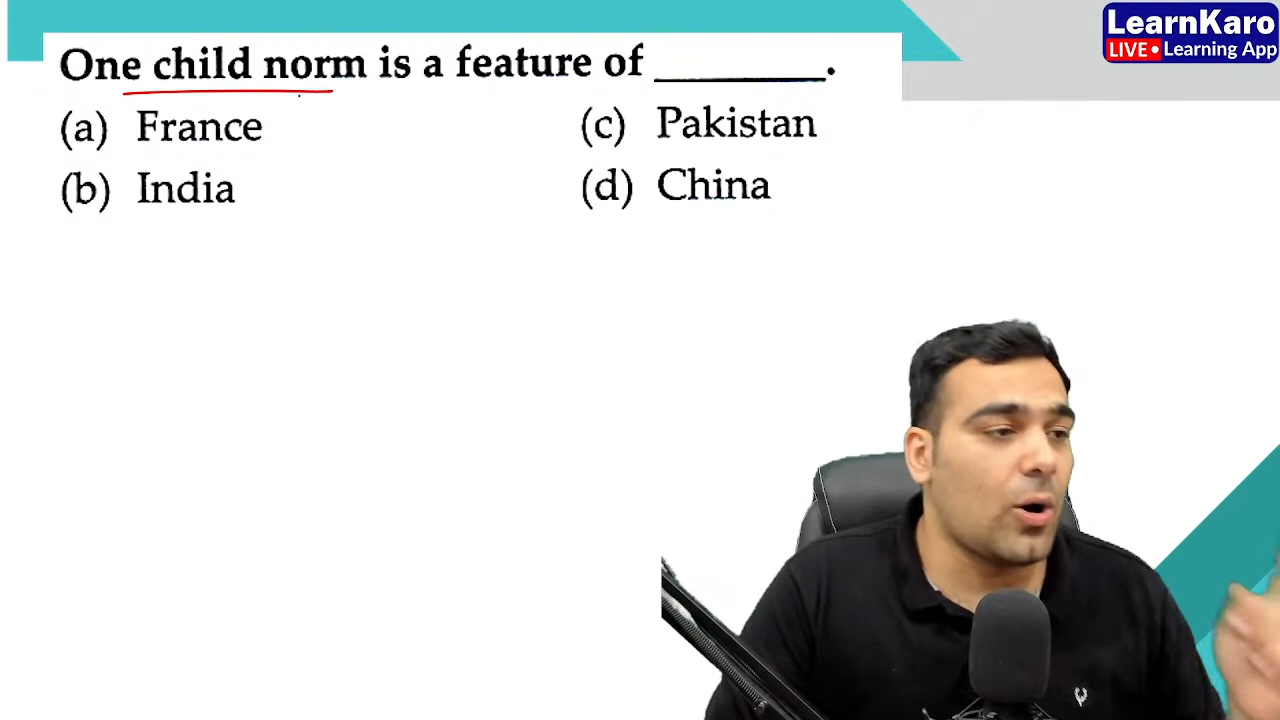 One child norm is a feature of ________.
(a) France
(b) India
(c) Pakistan
(d) China
LearnKaro
LIVE • Learning App